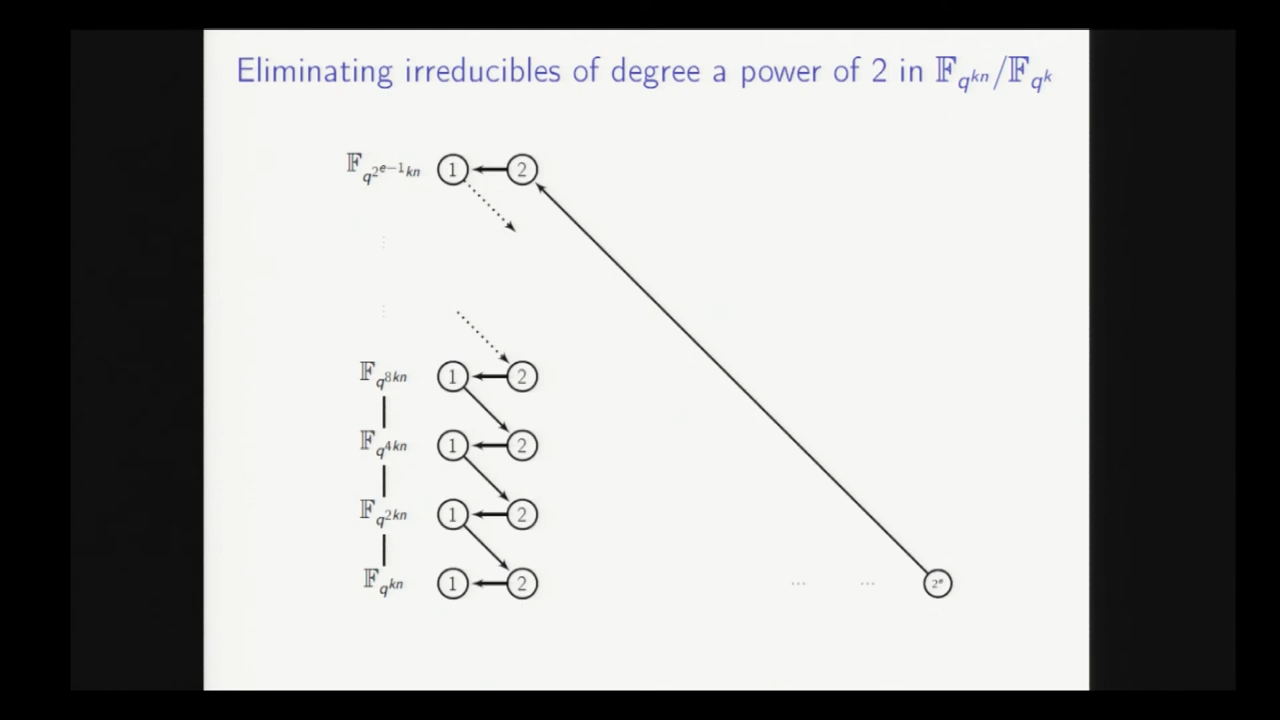 Eliminating irreducibles of degree a power of 2 in 𝔽_{q^{kn}}/𝔽_{q^k}
𝔽_{q^{2^{e−1}kn}} 1 2
⋮
⋮
𝔽_{q^{8kn}} 1 2
𝔽_{q^{4kn}} 1 2
𝔽_{q^{2kn}} 1 2
𝔽_{q^{kn}} 1 2 ... ... 2^e